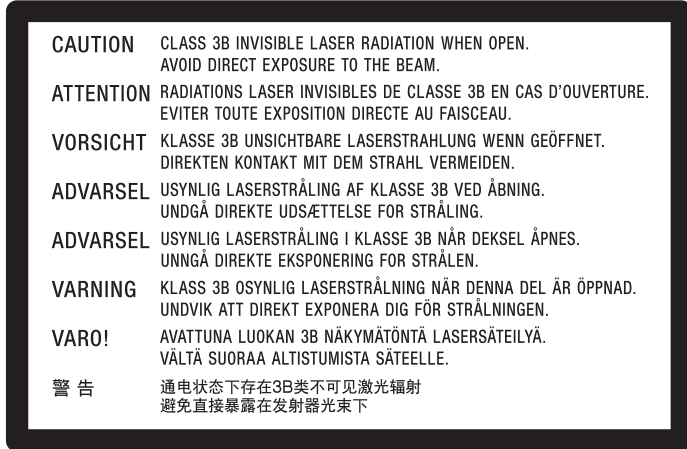 CAUTION CLASS 3B INVISIBLE LASER RADIATION WHEN OPEN.
AVOID DIRECT EXPOSURE TO THE BEAM.
ATTENTION RADIATIONS LASER INVISIBLES DE CLASSE 3B EN CAS D'OUVERTURE.
EVITER TOUTE EXPOSITION DIRECTE AU FAISCEAU.
VORSICHT KLASSE 3B UNSICHTBARE LASERSTRAHLUNG WENN GEÖFFNET.
DIREKTEN KONTAKT MIT DEM STRAHL VERMEIDEN.
ADVARSEL USYNLIG LASERSTRÅLING AF KLASSE 3B VED ÅBNING.
UNDGÅ DIREKTE UDSÆTTELSE FOR STRÅLING.
ADVARSEL USYNLIG LASERSTRÅLING I KLASSE 3B NÅR DEKSEL ÅPNES.
UNNGÅ DIREKTE EKSPONERING FOR STRÅLEN.
VARNING KLASS 3B OSYNLIG LASERSTRÅLNING NÄR DENNA DEL ÄR ÖPPNAD.
UNDVIK ATT DIREKT EXPONERA DIG FÖR STRÅLNINGEN.
VARO! AVATTUNA LUOKAN 3B NÄKYMÄTÖNTÄ LASERSÄTEILYÄ.
VÄLTÄ SUORAA ALTISTUMISTA SÄTEELLE.
警告 通电状态下存在3B类不可见激光辐射
避免直接暴露在发射器光束下